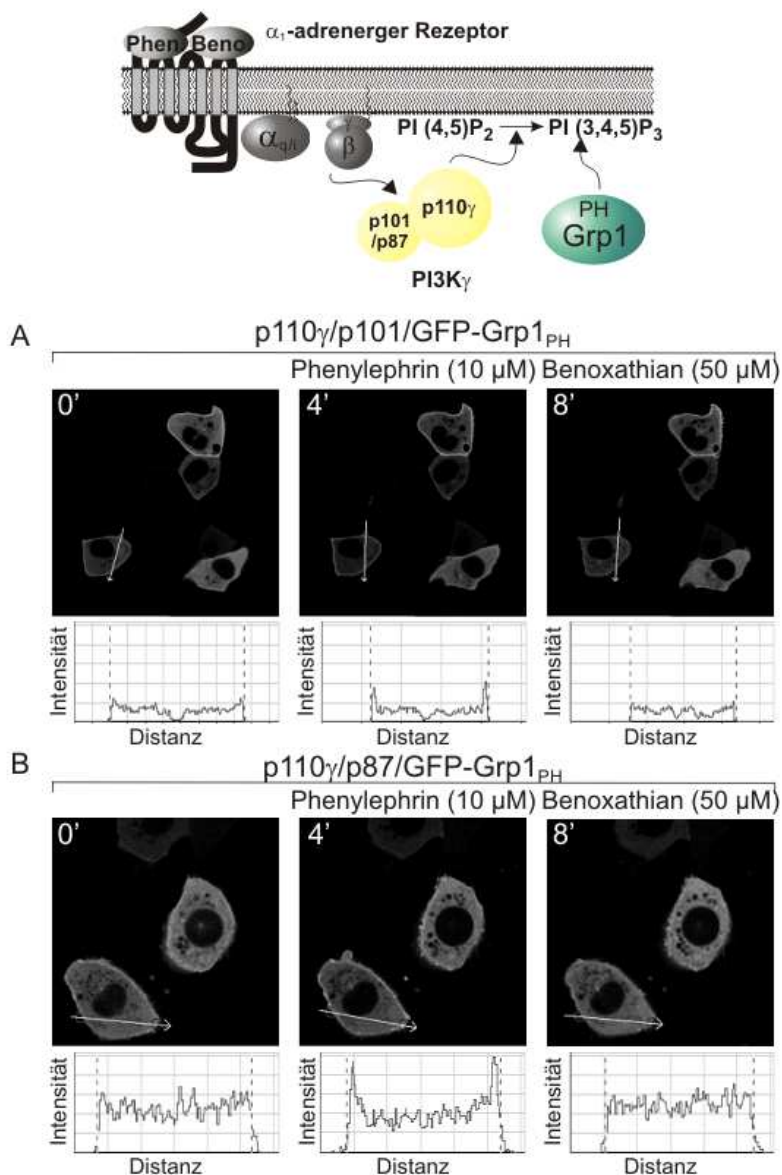 Phen Beno α₁-adrenerger Rezeptor
α q/i
γ
β
PI (4,5)P₂ PI (3,4,5)P₃
p110γ
p101
/p87
PH
Grp1
PI3Kγ
A
p110γ/p101/GFP-Grp1PH
Phenylephrin (10 µM) Benoxathian (50 µM)
0' 4' 8'
Intensität Intensität Intensität
Distanz Distanz Distanz
B
p110γ/p87/GFP-Grp1PH
Phenylephrin (10 µM) Benoxathian (50 µM)
0' 4' 8'
Intensität Intensität Intensität
Distanz Distanz Distanz